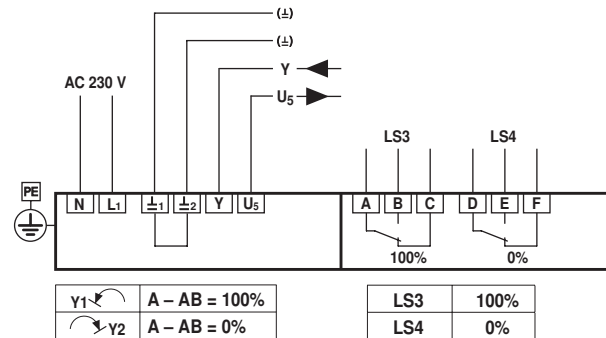 (⊥)
(⊥)
Y
AC 230 V
U5
LS3 LS4
PE
N L1 ⊥1 ⊥2 Y U5 A B C D E F
100% 0%
Y1 A – AB = 100%
Y2 A – AB = 0%
LS3 100%
LS4 0%